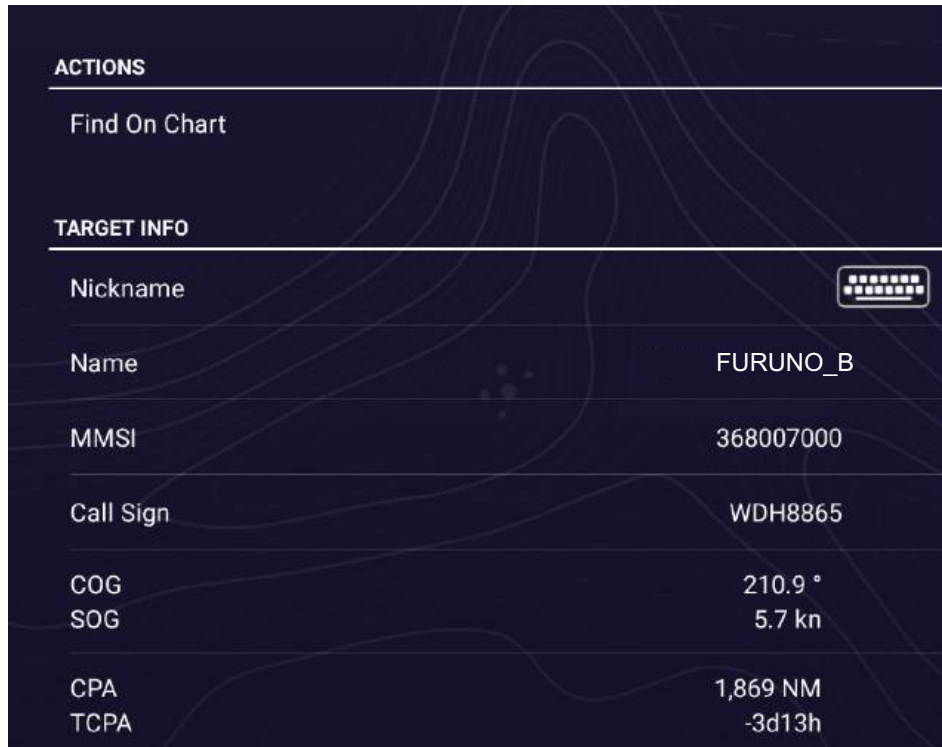 ACTIONS
Find On Chart
TARGET INFO
Nickname
Name FURUNO_B
MMSI 368007000
Call Sign WDH8865
COG 210.9 °
SOG 5.7 kn
CPA 1,869 NM
TCPA -3d13h